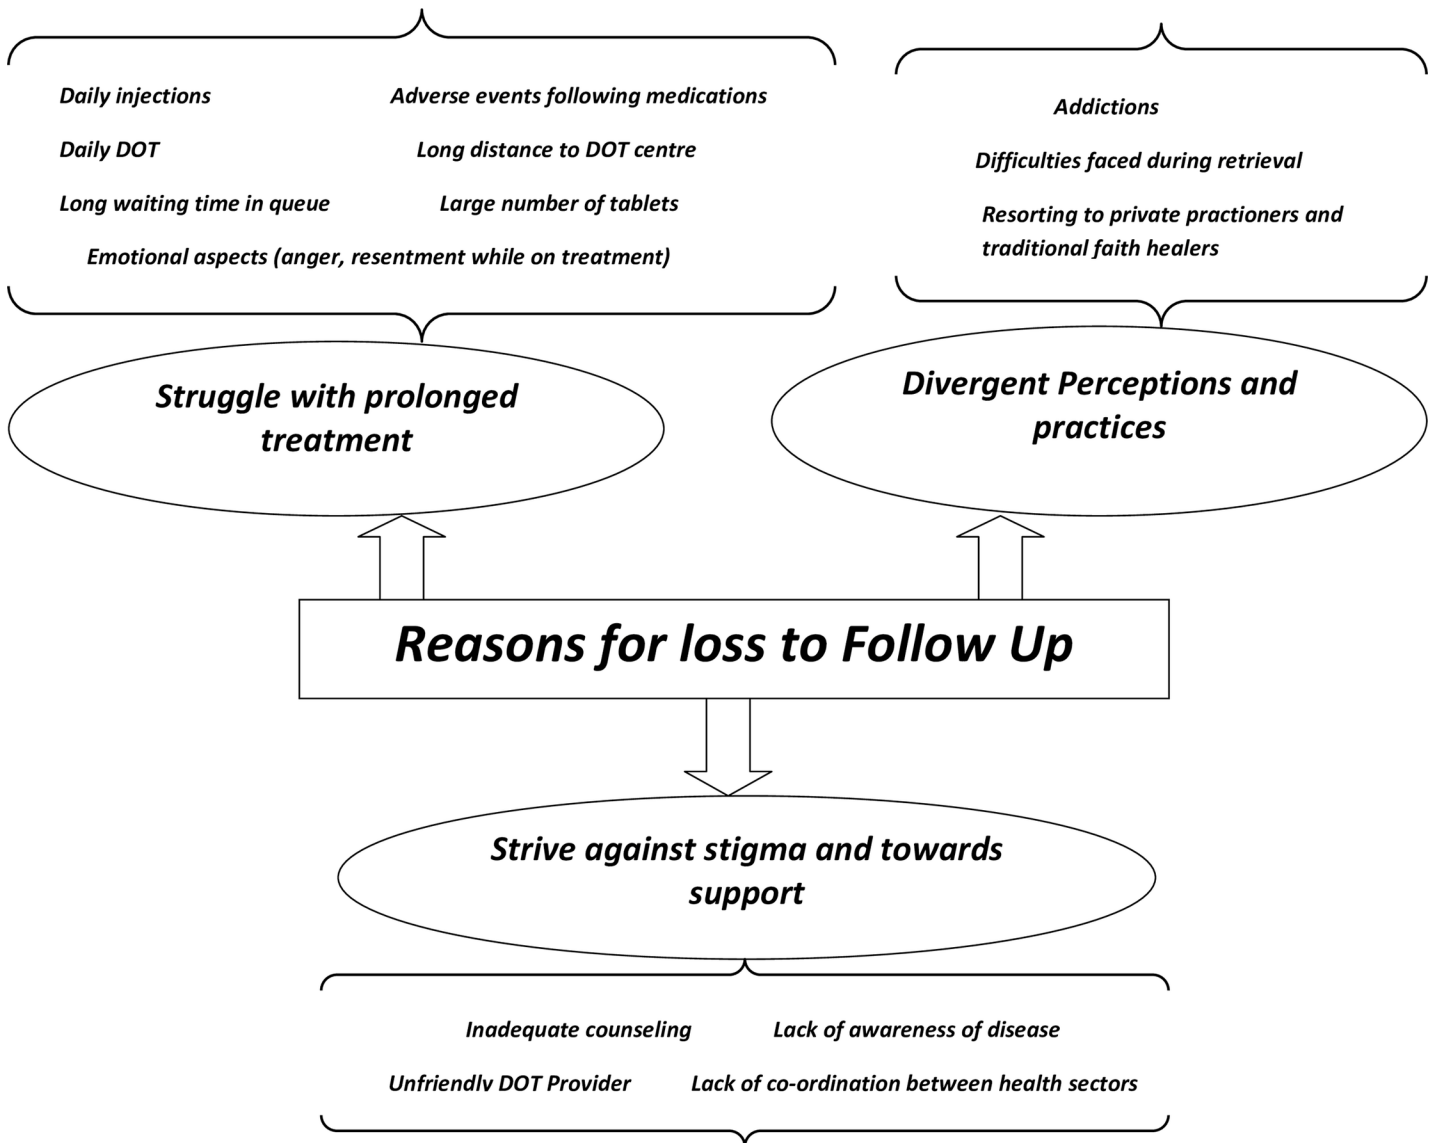 Daily injections
Adverse events following medications
Daily DOT
Long distance to DOT centre
Long waiting time in queue
Large number of tablets
Emotional aspects (anger, resentment while on treatment)
Addictions
Difficulties faced during retrieval
Resorting to private practioners and
traditional faith healers
Struggle with prolonged
treatment
Divergent Perceptions and
practices
Reasons for loss to Follow Up
Strive against stigma and towards
support
Inadequate counseling
Lack of awareness of disease
Unfriendly DOT Provider
Lack of co-ordination between health sectors